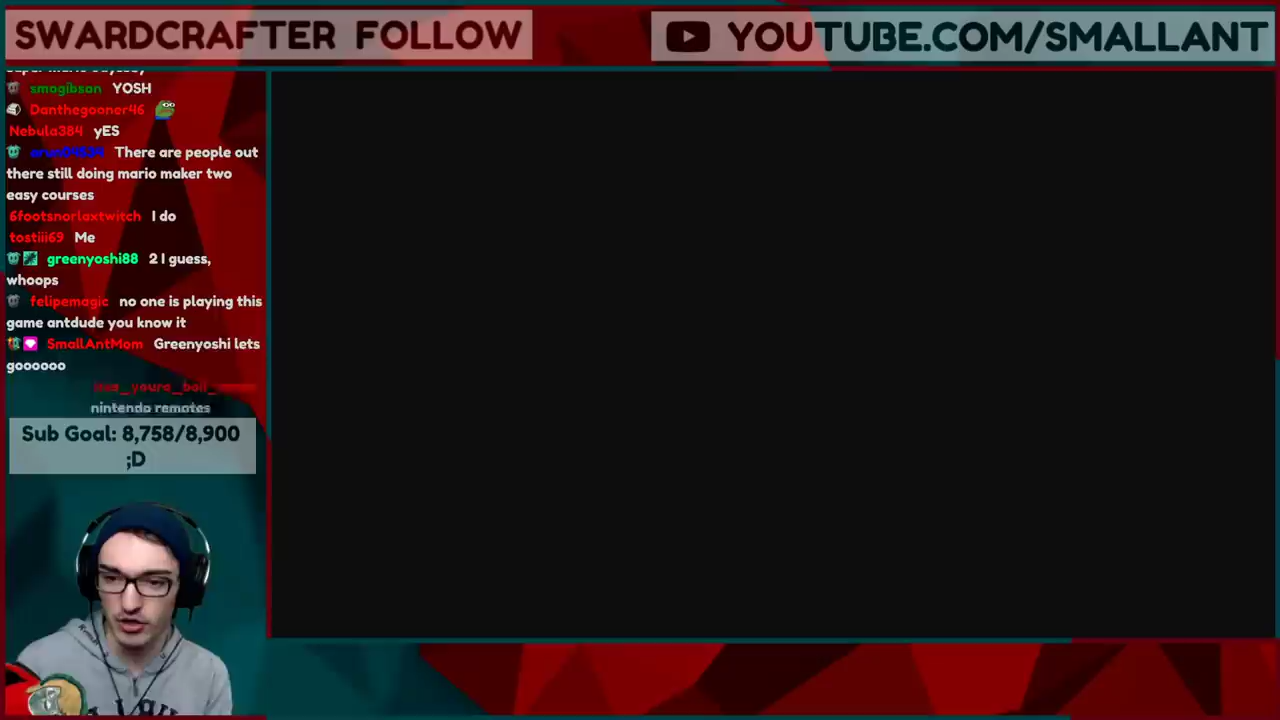 SWARDCRAFTER FOLLOW
YOUTUBE.COM/SMALLANT
smogibson YOSH
Danthegooner46
Nebula384 yES
There are people out
there still doing mario maker two
easy courses
6footsnorlaxtwitch I do
tostiii69 Me
greenyoshi88 2 I guess,
whoops
felipemagic no one is playing this
game antdude you know it
SmallAntMom Greenyoshi lets
goooooo
nintendo remotes
Sub Goal: 8,758/8,900
;D